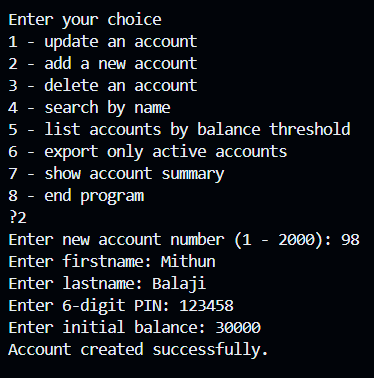 Enter your choice
1 - update an account
2 - add a new account
3 - delete an account
4 - search by name
5 - list accounts by balance threshold
6 - export only active accounts
7 - show account summary
8 - end program
?2
Enter new account number (1 - 2000): 98
Enter firstname: Mithun
Enter lastname: Balaji
Enter 6-digit PIN: 123458
Enter initial balance: 30000
Account created successfully.